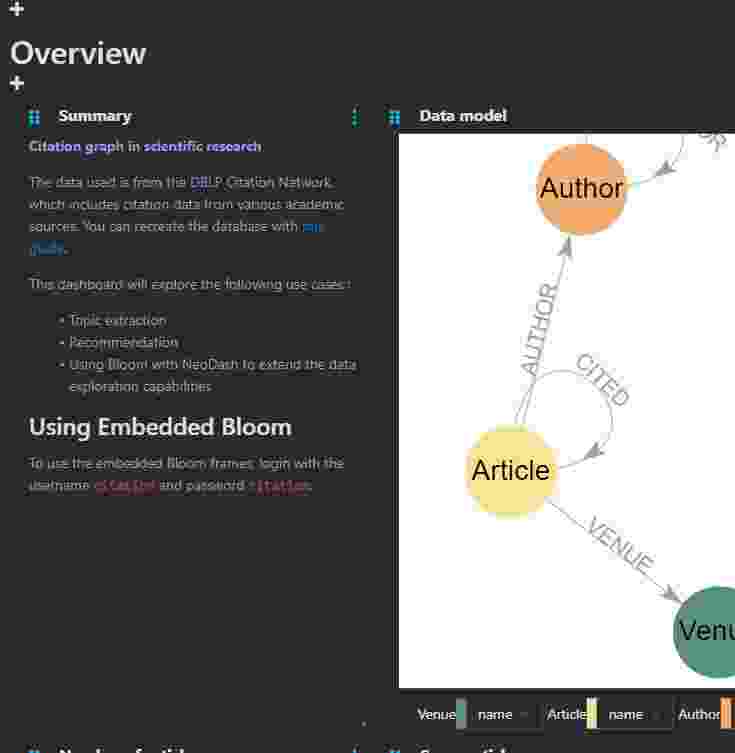 Overview
Summary
Citation graph in scientific research
The data used is from the DBLP Citation Network,
which includes citation data from various academic
sources. You can recreate the database with this
guide.
This dashboard will explore the following use cases:
• Topic extraction
• Recommendation
• Using Bloom with NeoDash to extend the data
exploration capabilities
Using Embedded Bloom
To use the embedded Bloom frames, login with the
username citation and password citation.
Data model
OR
Author
AUTHOR
CITED
Article
VENUE
Venu
Venue name Article name Author